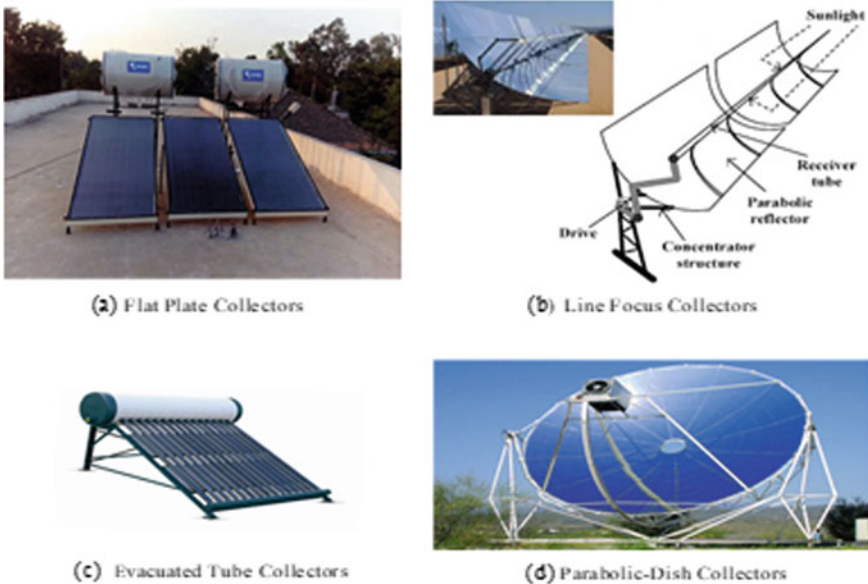 Sunlight
Receiver
tube
Parabolic
reflector
Drive
Concentrator
structure
(a) Flat Plate Collectors
(b) Line Focus Collectors
(c) Evacuated Tube Collectors
(d) Parabolic-Dish Collectors